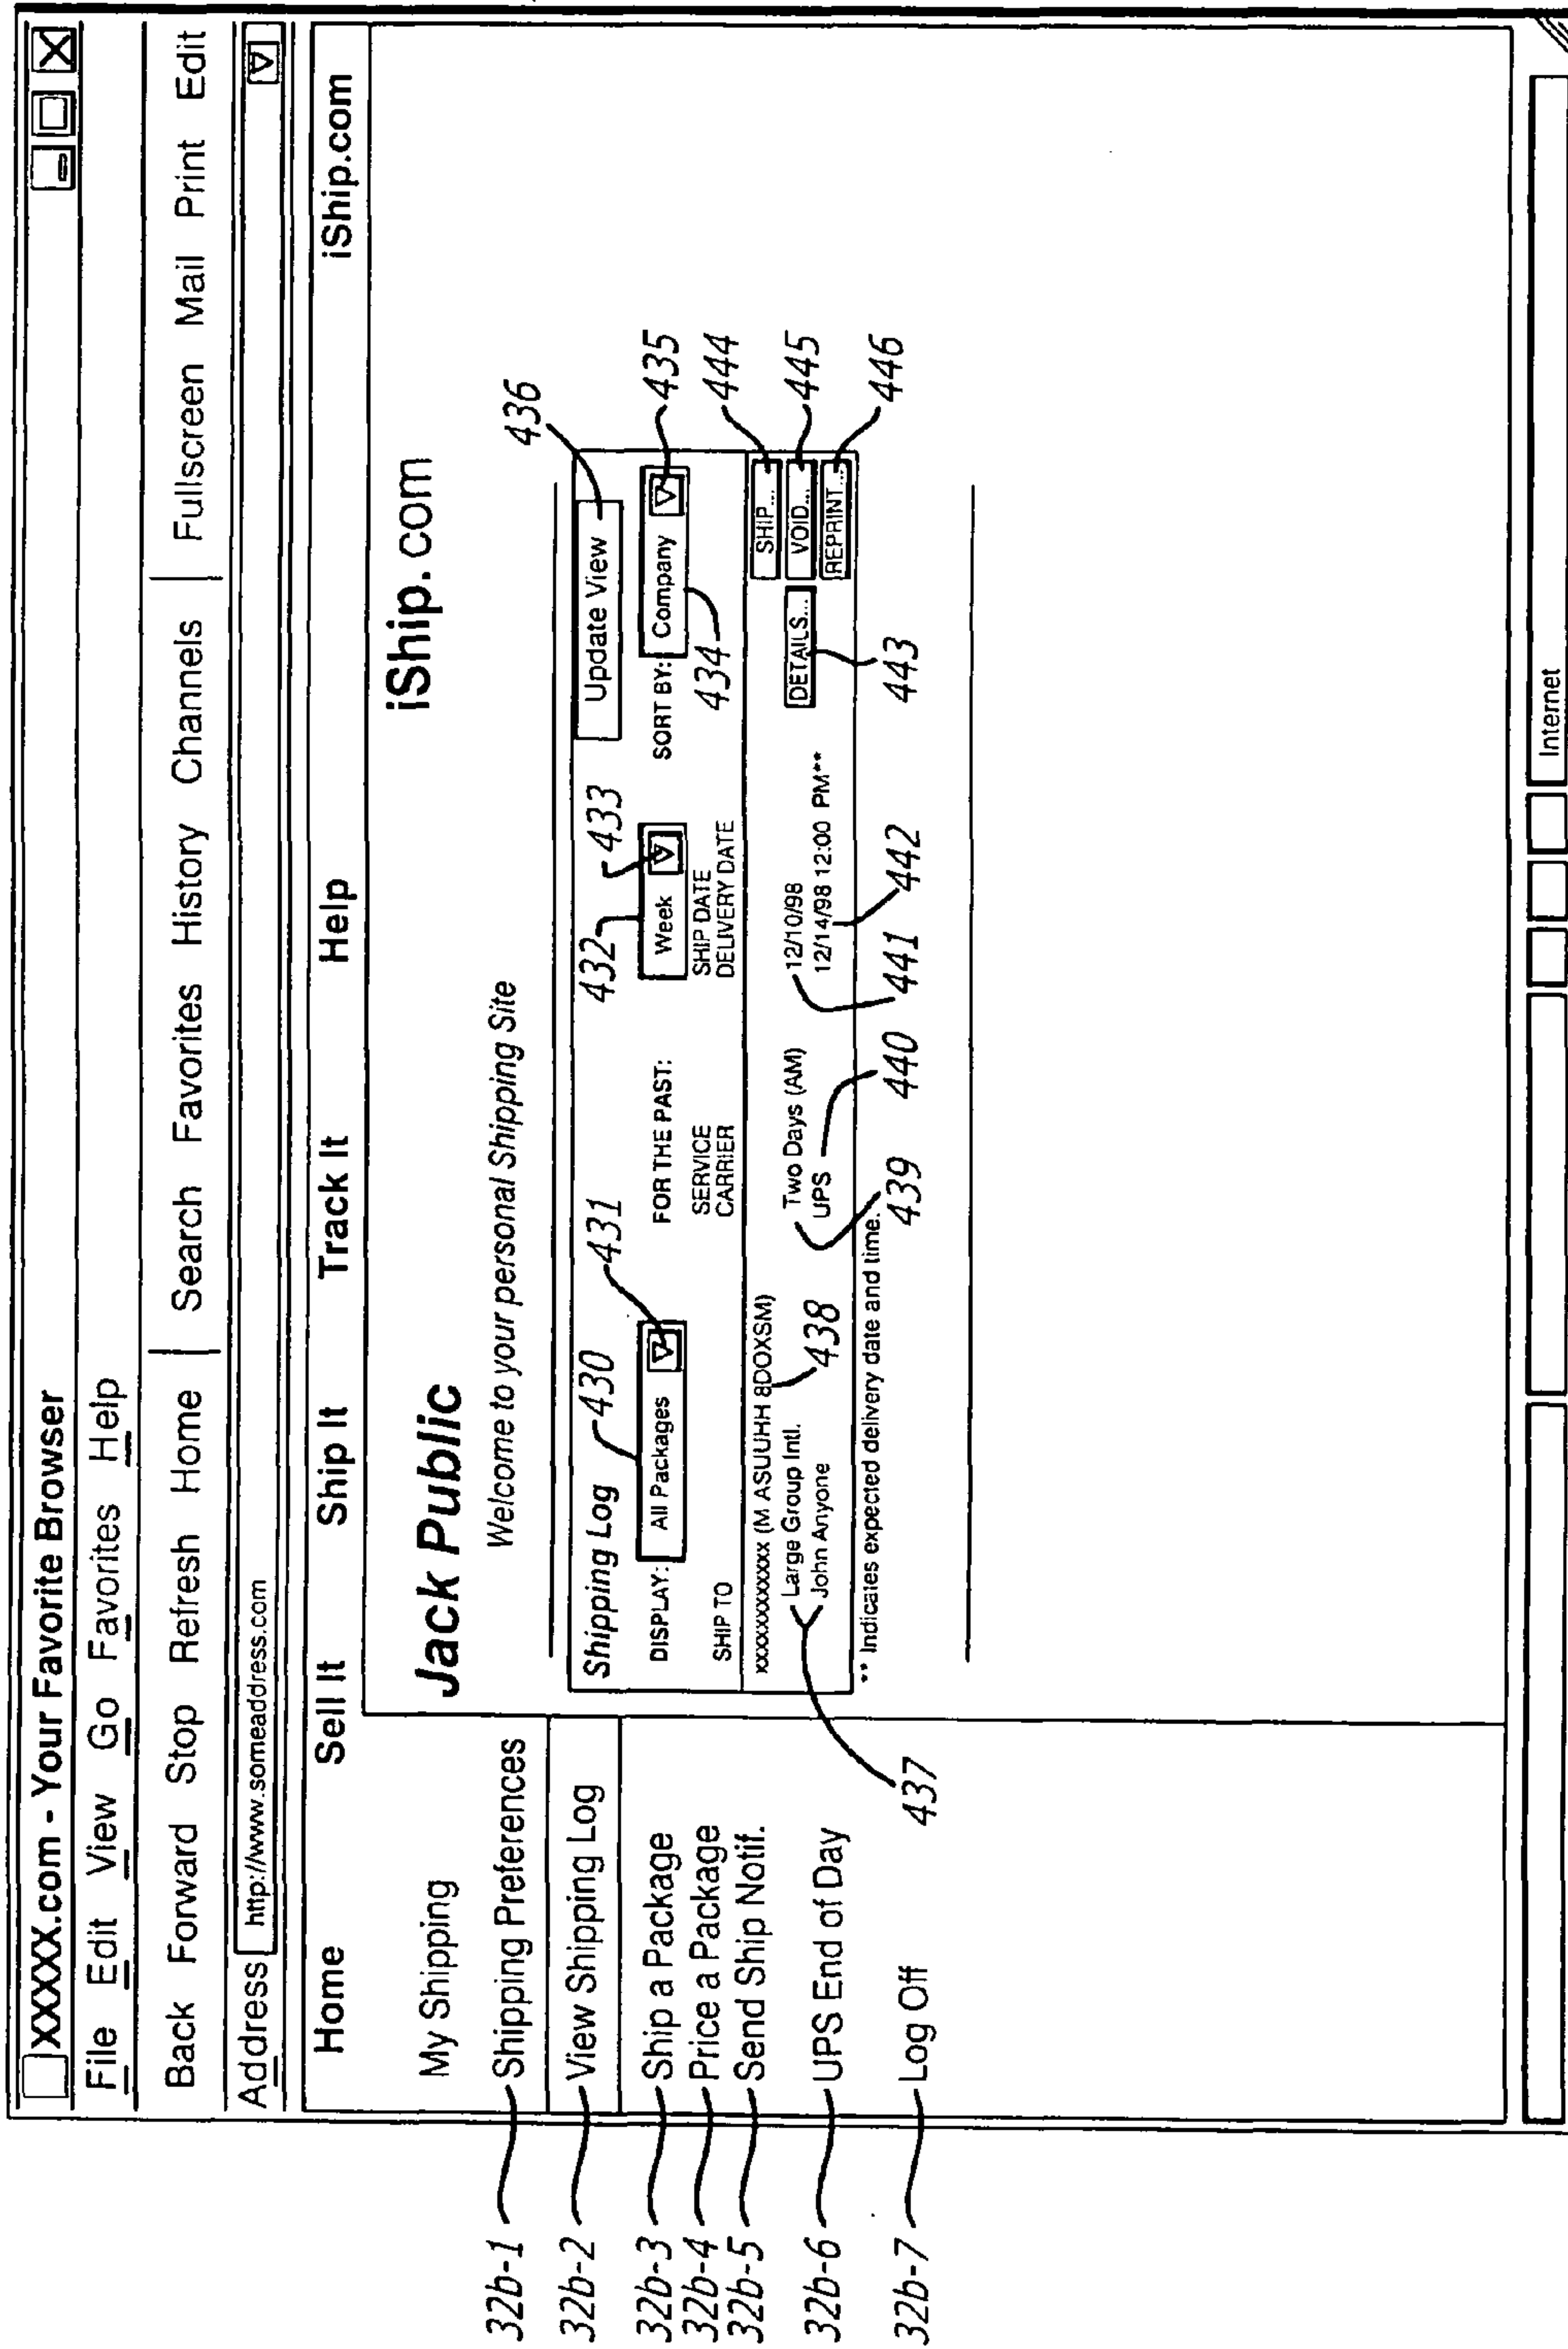 XXXXX.com - Your Favorite Browser
File Edit View Go Favorites Help
Back Forward Stop Refresh Home | Search Favorites History Channels | Fullscreen Mail Print Edit
Address http://www.someaddress.com
Home Sell It Ship It Track It Help iShip.com
My Shipping
32b-1 Shipping Preferences
32b-2 View Shipping Log
32b-3 Ship a Package
32b-4 Price a Package
32b-5 Send Ship Notif.
32b-6 UPS End of Day
32b-7 Log Off
Jack Public iShip.com
Welcome to your personal Shipping Site
436
Shipping Log 430 431 432 433 Update View
DISPLAY: All Packages FOR THE PAST: Week SORT BY: Company 435
434 444
SHIP TO SERVICE SHIP DATE
CARRIER DELIVERY DATE
xxxxxxxxxxx (M ASUUHH 8DOXSM) SHIP...
Large Group Intl. Two Days (AM) 12/10/98 DETAILS... VOID... 445
John Anyone 438 UPS 12/14/98 12:00 PM** REPRINT... 446
** Indicates expected delivery date and time.
437 439 440 441 442 443
Internet